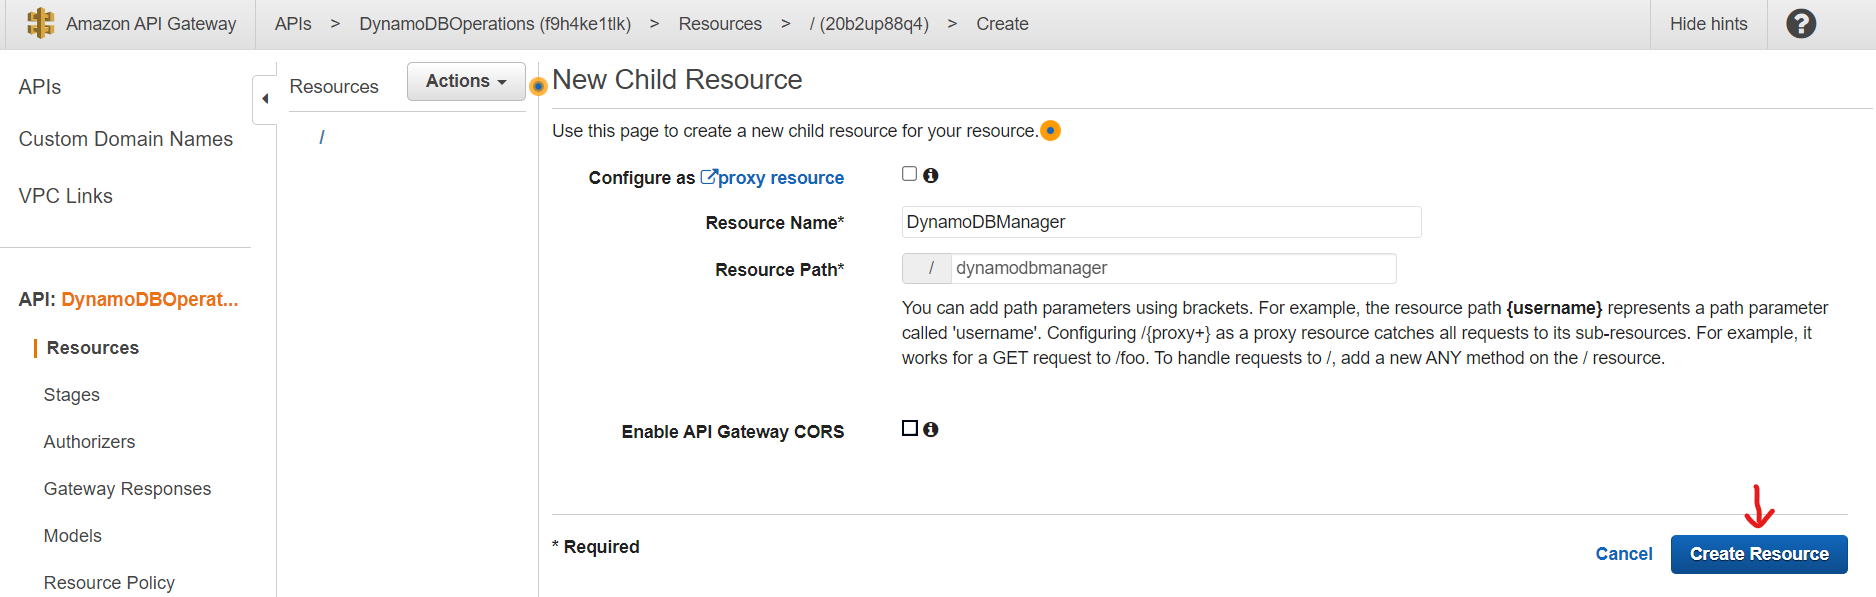 Amazon API Gateway
APIs > DynamoDBOperations (f9h4ke1tlk) > Resources > / (20b2up88q4) > Create
Hide hints
?
APIs
Custom Domain Names
VPC Links
API: DynamoDBOperat...
Resources
Stages
Authorizers
Gateway Responses
Models
Resource Policy
Resources
Actions
/
New Child Resource
Use this page to create a new child resource for your resource.
Configure as proxy resource
Resource Name*
DynamoDBManager
Resource Path*
/ dynamodbmanager
You can add path parameters using brackets. For example, the resource path {username} represents a path parameter
called 'username'. Configuring /{proxy+} as a proxy resource catches all requests to its sub-resources. For example, it
works for a GET request to /foo. To handle requests to /, add a new ANY method on the / resource.
Enable API Gateway CORS
* Required
Cancel
Create Resource